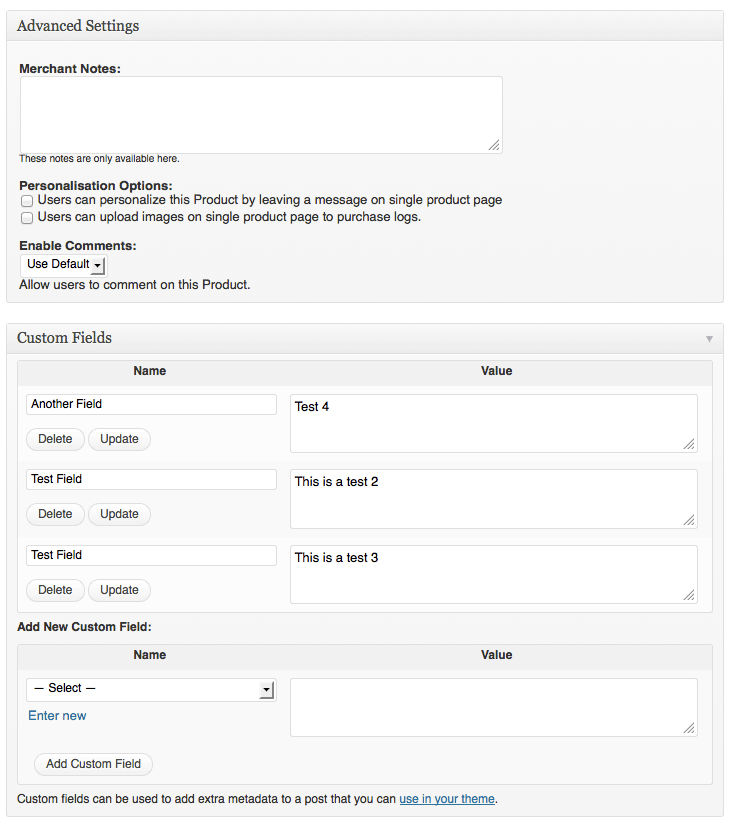 Advanced Settings
Merchant Notes:
These notes are only available here.
Personalisation Options:
Users can personalize this Product by leaving a message on single product page
Users can upload images on single product page to purchase logs.
Enable Comments:
Use Default
Allow users to comment on this Product.
Custom Fields
Name Value
Another Field Test 4
Delete Update
Test Field This is a test 2
Delete Update
Test Field This is a test 3
Delete Update
Add New Custom Field:
Name Value
— Select —
Enter new
Add Custom Field
Custom fields can be used to add extra metadata to a post that you can use in your theme.